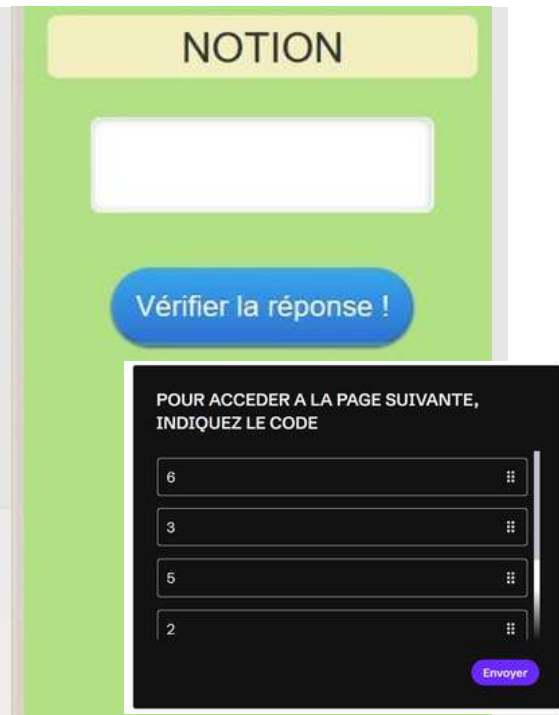 NOTION
Vérifier la réponse !
POUR ACCEDER A LA PAGE SUIVANTE,
INDIQUEZ LE CODE
6
3
5
2
Envoyer